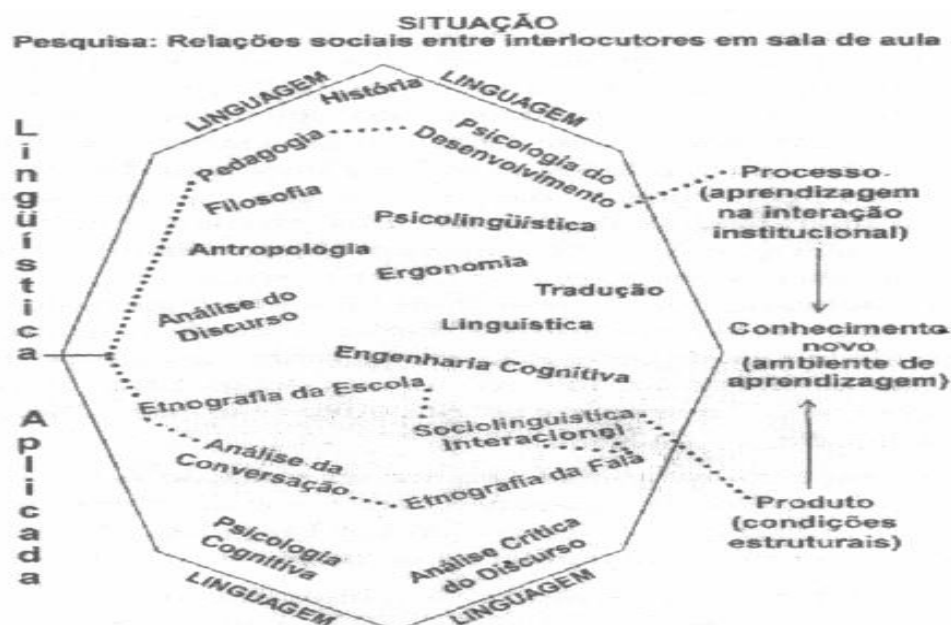 SITUAÇÃO
Pesquisa: Relações sociais entre interlocutores em sala de aula
LINGUAGEM
LINGUAGEM
História
Lingüística
Pedagogia
Psicologia do
Desenvolvimento
Filosofia
Processo
(aprendizagem
na interação
institucional)
Psicolingüística
Antropologia
Ergonomia
Tradução
Análise do
Discurso
Linguística
Conhecimento
novo
(ambiente de
aprendizagem)
Engenharia Cognitiva
Etnografia da Escola
Aplicada
Sociolinguística
Interacional
Análise da
Conversação
Etnografia da Fala
Produto
(condições
estruturais)
Psicologia
Cognitiva
Análise Crítica
do Discurso
LINGUAGEM
LINGUAGEM